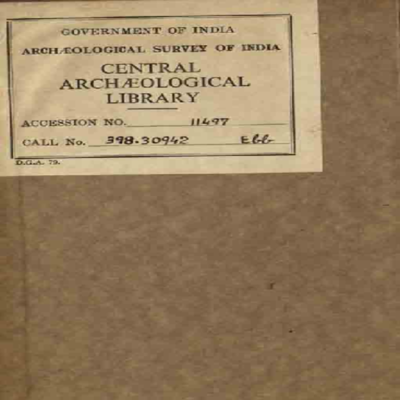 GOVERNMENT OF INDIA
ARCHÆOLOGICAL SURVEY OF INDIA
CENTRAL
ARCHÆOLOGICAL
LIBRARY
ACCESSION NO. 11497
CALL No. 398.30942 Ebb
D.G.A. 79.